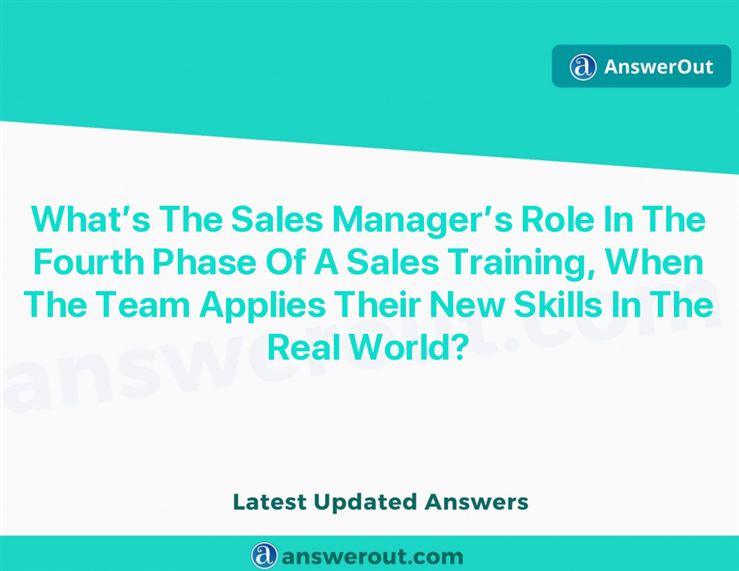 AnswerOut
What's The Sales Manager's Role In The
Fourth Phase Of A Sales Training, When
The Team Applies Their New Skills In The
Real World?
answerout.com
Latest Updated Answers
answerout.com